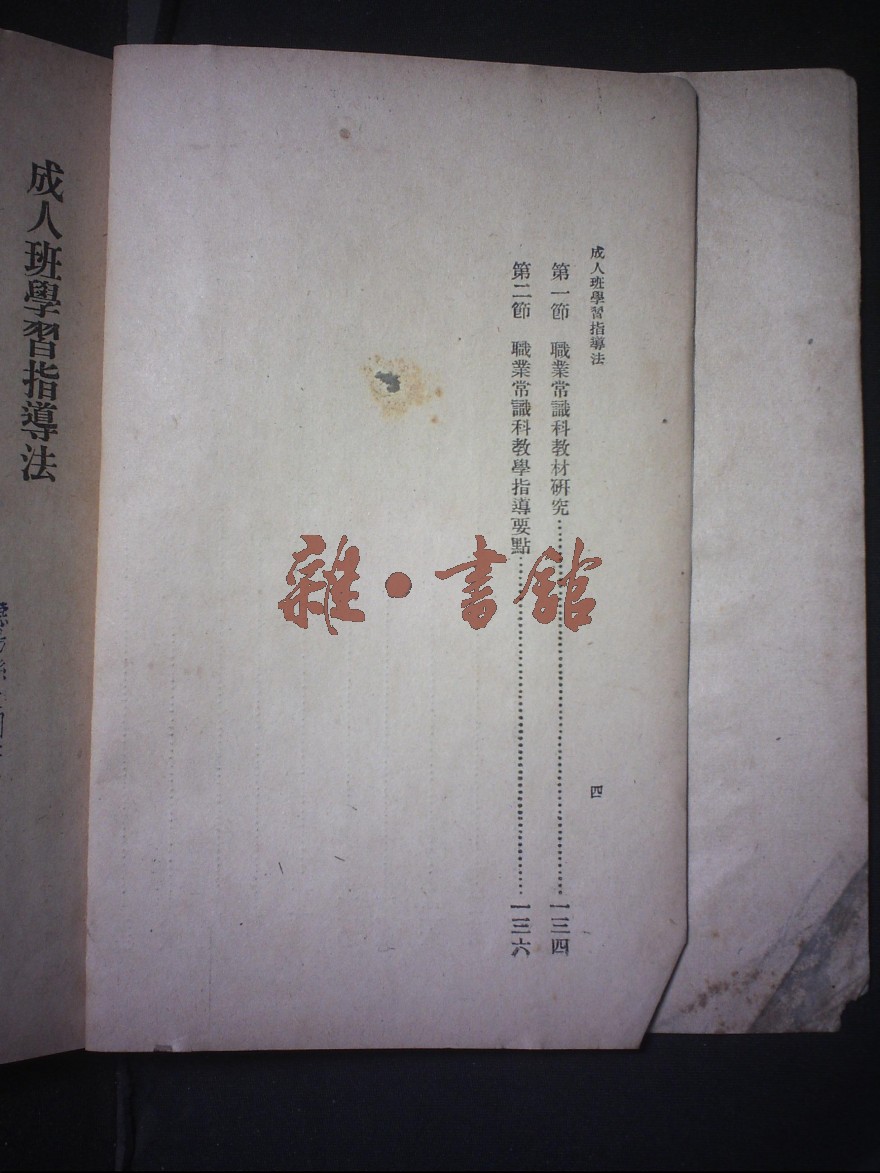 成人班學習指導法
四
第一節　職業常識科教材研究……一三四
第二節　職業常識科教學指導要點……一三六
成人班學習指導法
雜・書館